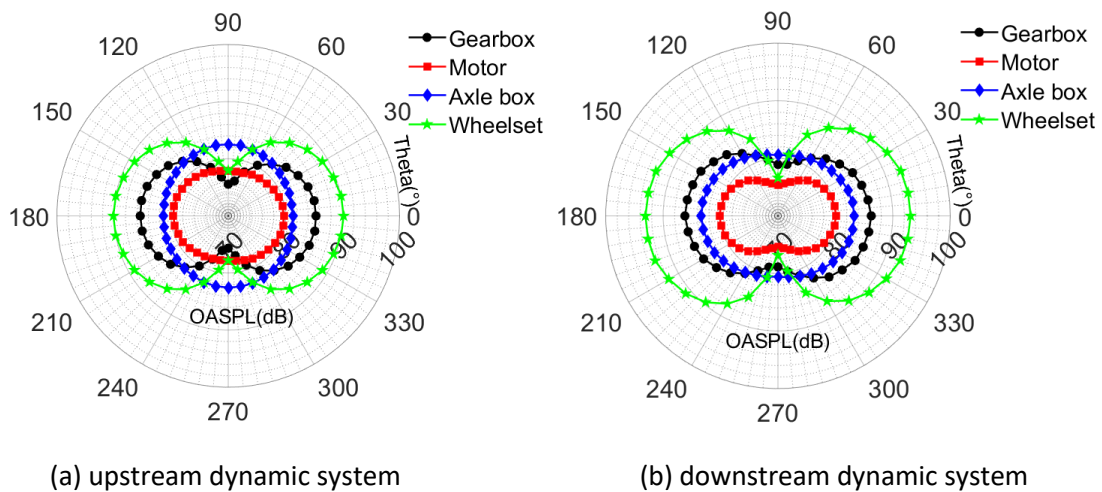 90
120
60
150
30
180
0
210
330
240
300
270
70
80
90
100
Theta(°)
OASPL(dB)
Gearbox
Motor
Axle box
Wheelset
(a) upstream dynamic system
90
120
60
150
30
180
0
210
330
240
300
270
70
80
90
100
Theta(°)
OASPL(dB)
Gearbox
Motor
Axle box
Wheelset
(b) downstream dynamic system